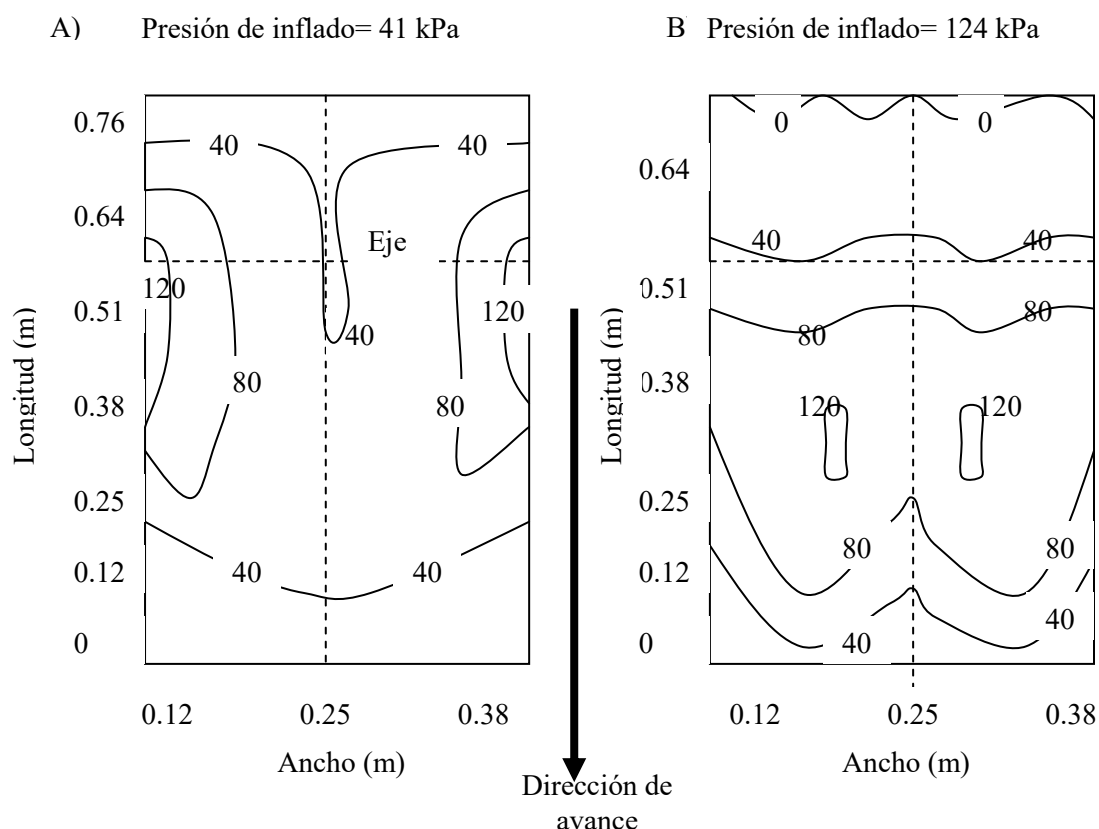 A) Presión de inflado= 41 kPa
0.76
0.64
0.51
0.38
0.25
0.12
0
Longitud (m)
40 40
Eje
120 120
40
80 80
40 40
0.12 0.25 0.38
Ancho (m)
Dirección de
avance
B Presión de inflado= 124 kPa
0.64
0.51
0.38
0.25
0.12
0
Longitud (m)
0 0
40 40
80 80
120 120
80 80
40 40
0.12 0.25 0.38
Ancho (m)